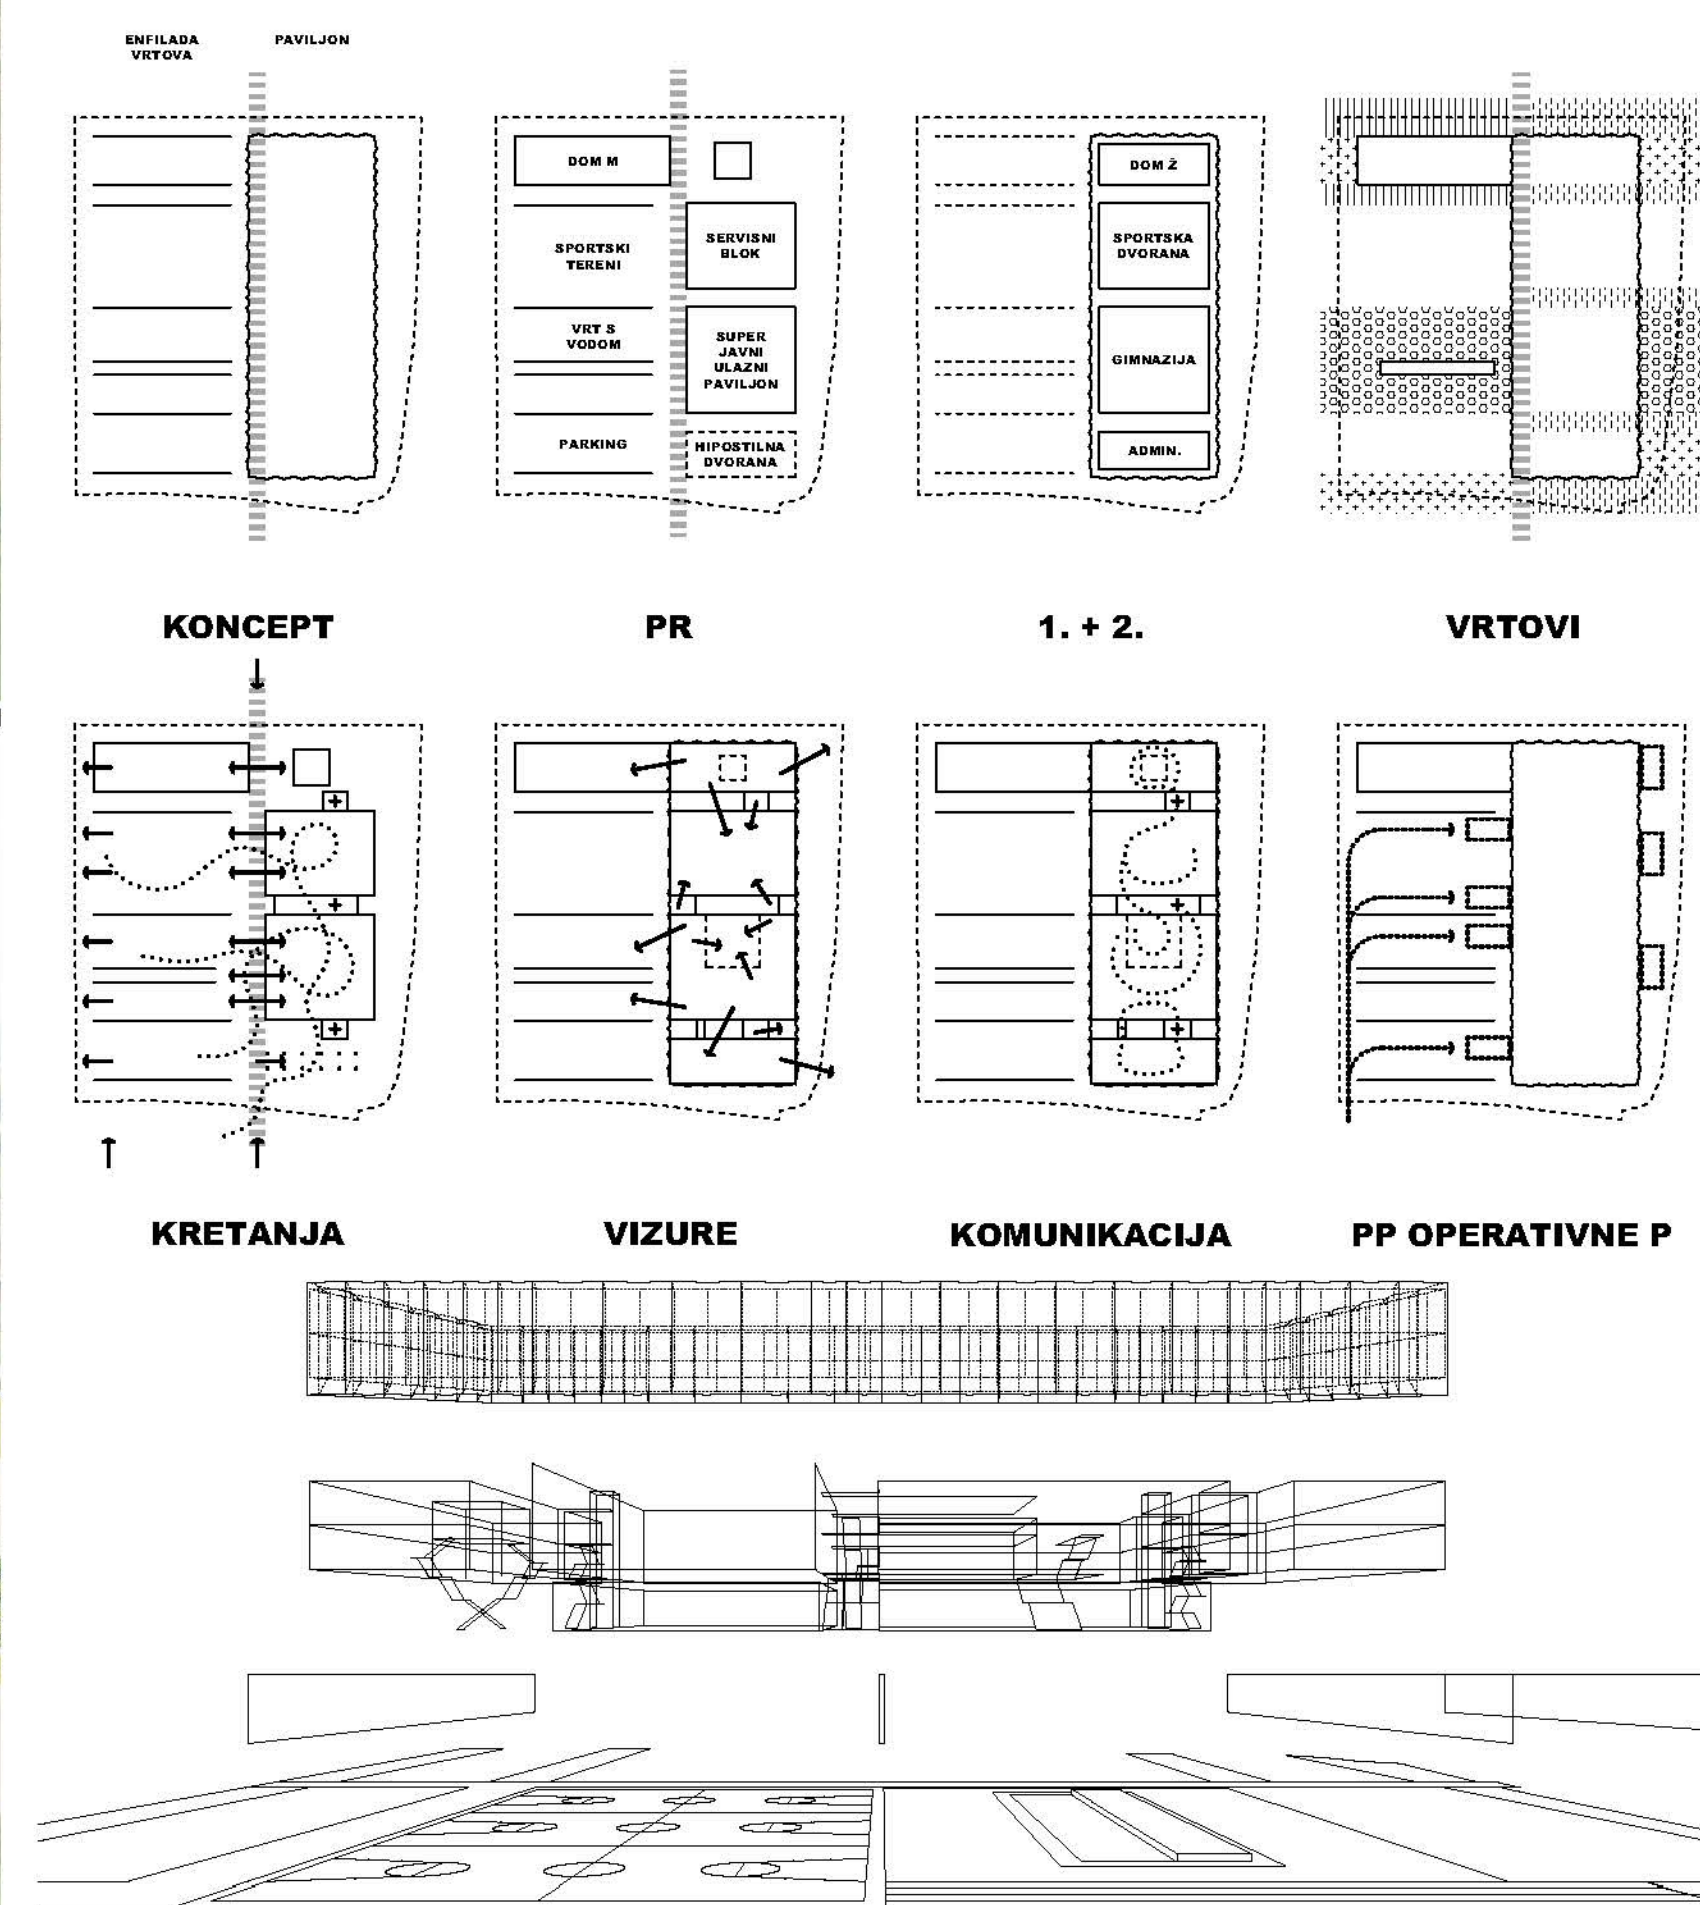 ENFILADA
VRTOVA
PAVILJON
DOM M
SPORTSKI
TERENI
SERVISNI
BLOK
VRT S
VODOM
SUPER
JAVNI
ULAZNI
PAVILJON
PARKING
HIPOSTILNA
DVORANA
DOM Ž
SPORTSKA
DVORANA
GIMNAZIJA
ADMIN.
KONCEPT
PR
1. + 2.
VRTOVI
KRETANJA
VIZURE
KOMUNIKACIJA
PP OPERATIVNE P